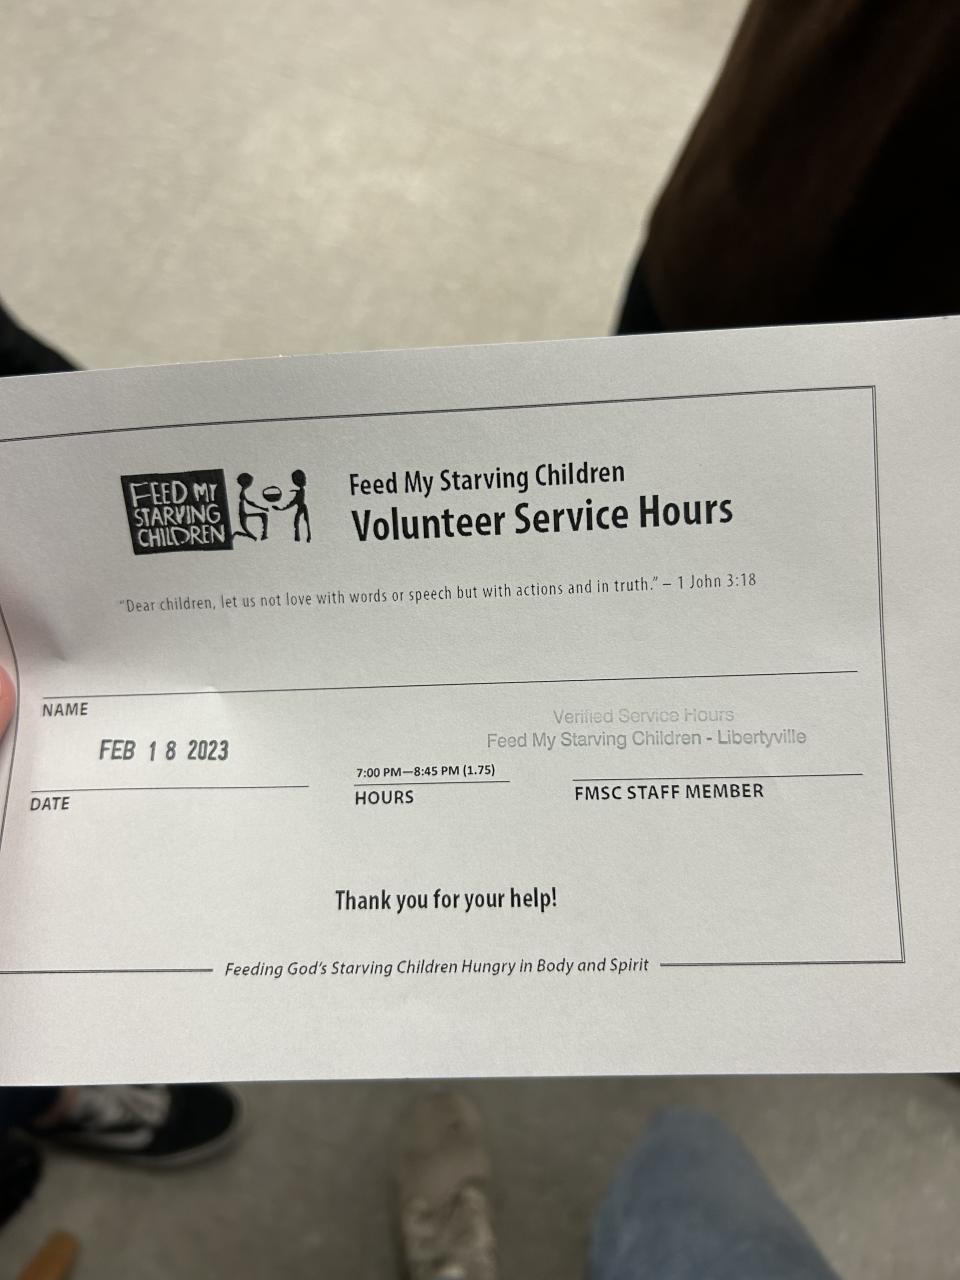 FEED MY
STARVING
CHILDREN
Feed My Starving Children
Volunteer Service Hours
“Dear children, let us not love with words or speech but with actions and in truth.” – 1 John 3:18
NAME
Verified Service Hours
Feed My Starving Children - Libertyville
FEB 18 2023
7:00 PM—8:45 PM (1.75)
DATE
HOURS
FMSC STAFF MEMBER
Thank you for your help!
Feeding God’s Starving Children Hungry in Body and Spirit